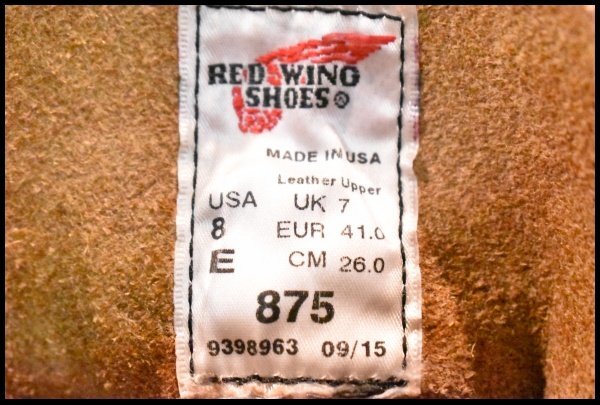 RED WING
SHOES®
MADE IN USA
Leather Upper
USA UK 7
8 EUR 41.0
E CM 26.0
875
9398963 09/15